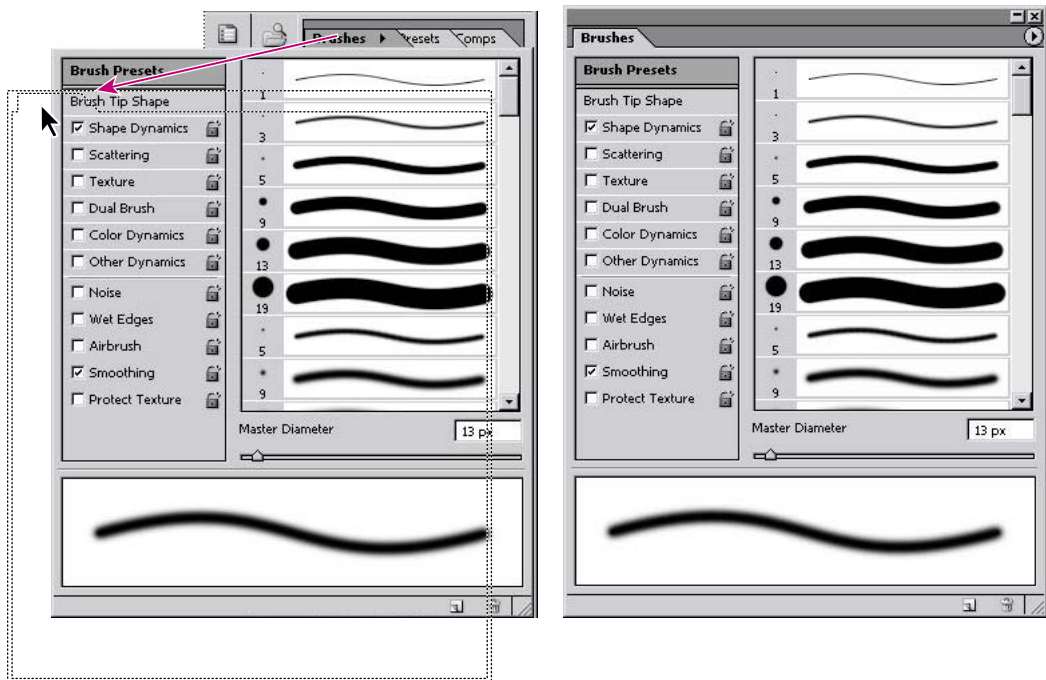 Brushes Presets Comps
Brush Presets
Brush Tip Shape
Shape Dynamics
Scattering
Texture
Dual Brush
Color Dynamics
Other Dynamics
Noise
Wet Edges
Airbrush
Smoothing
Protect Texture
1
3
5
9
13
19
5
9
Master Diameter 13 px
Brushes
Brush Presets
Brush Tip Shape
Shape Dynamics
Scattering
Texture
Dual Brush
Color Dynamics
Other Dynamics
Noise
Wet Edges
Airbrush
Smoothing
Protect Texture
1
3
5
9
13
19
5
9
Master Diameter 13 px